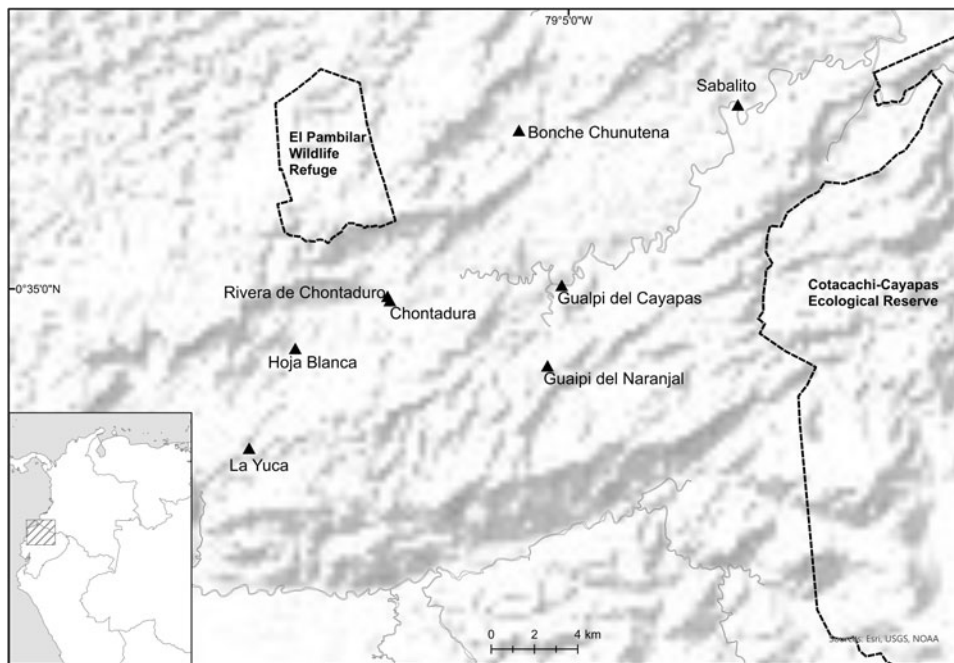 79°5'0"W
Sabalito
El Pambilar
Wildlife
Refuge
Bonche Chunutena
0°35'0"N
Rivera de Chontaduro
Chontadura
Gualpi del Cayapas
Cotacachi-Cayapas
Ecological Reserve
Hoja Blanca
Guaipi del Naranjal
La Yuca
0 2 4 km
Sources: Esri, USGS, NOAA